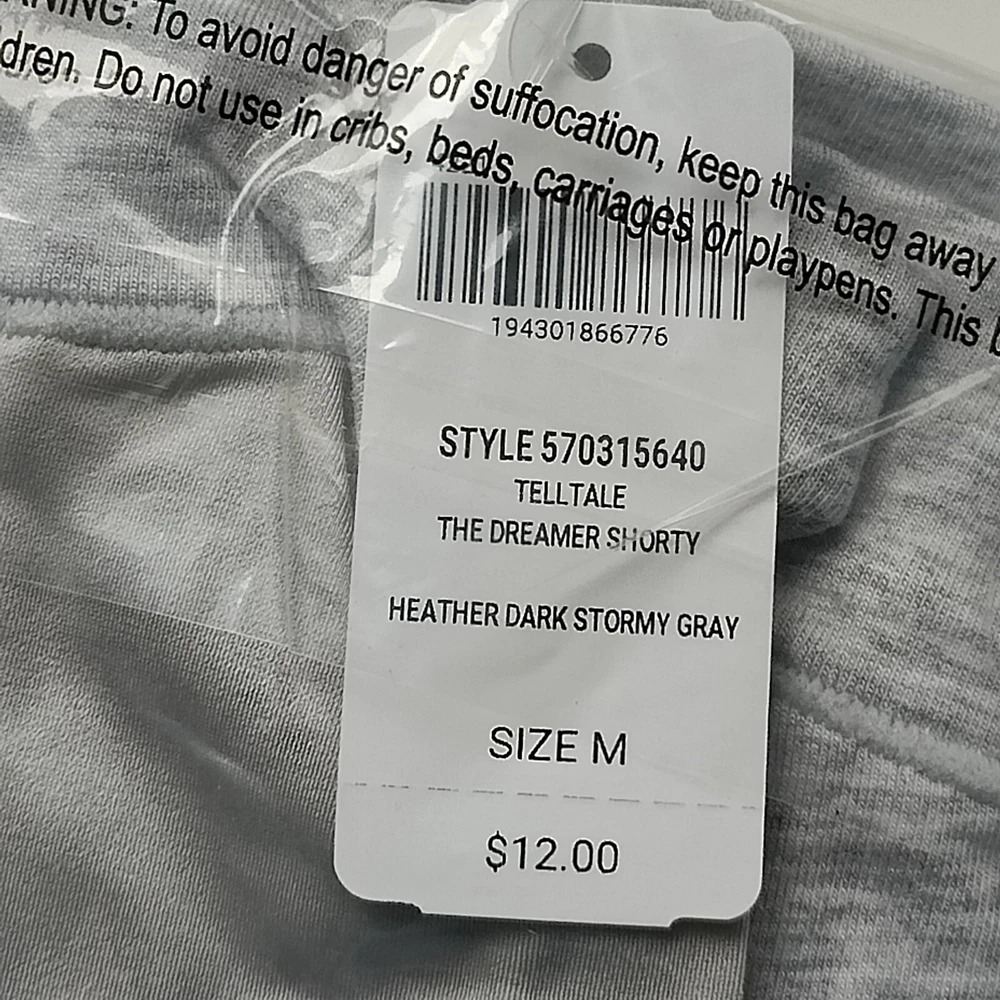 WARNING: To avoid danger of suffocation, keep this bag away
dren. Do not use in cribs, beds, carriages or playpens. This b
194301866776
STYLE 570315640
TELLTALE
THE DREAMER SHORTY
HEATHER DARK STORMY GRAY
SIZE M
$12.00